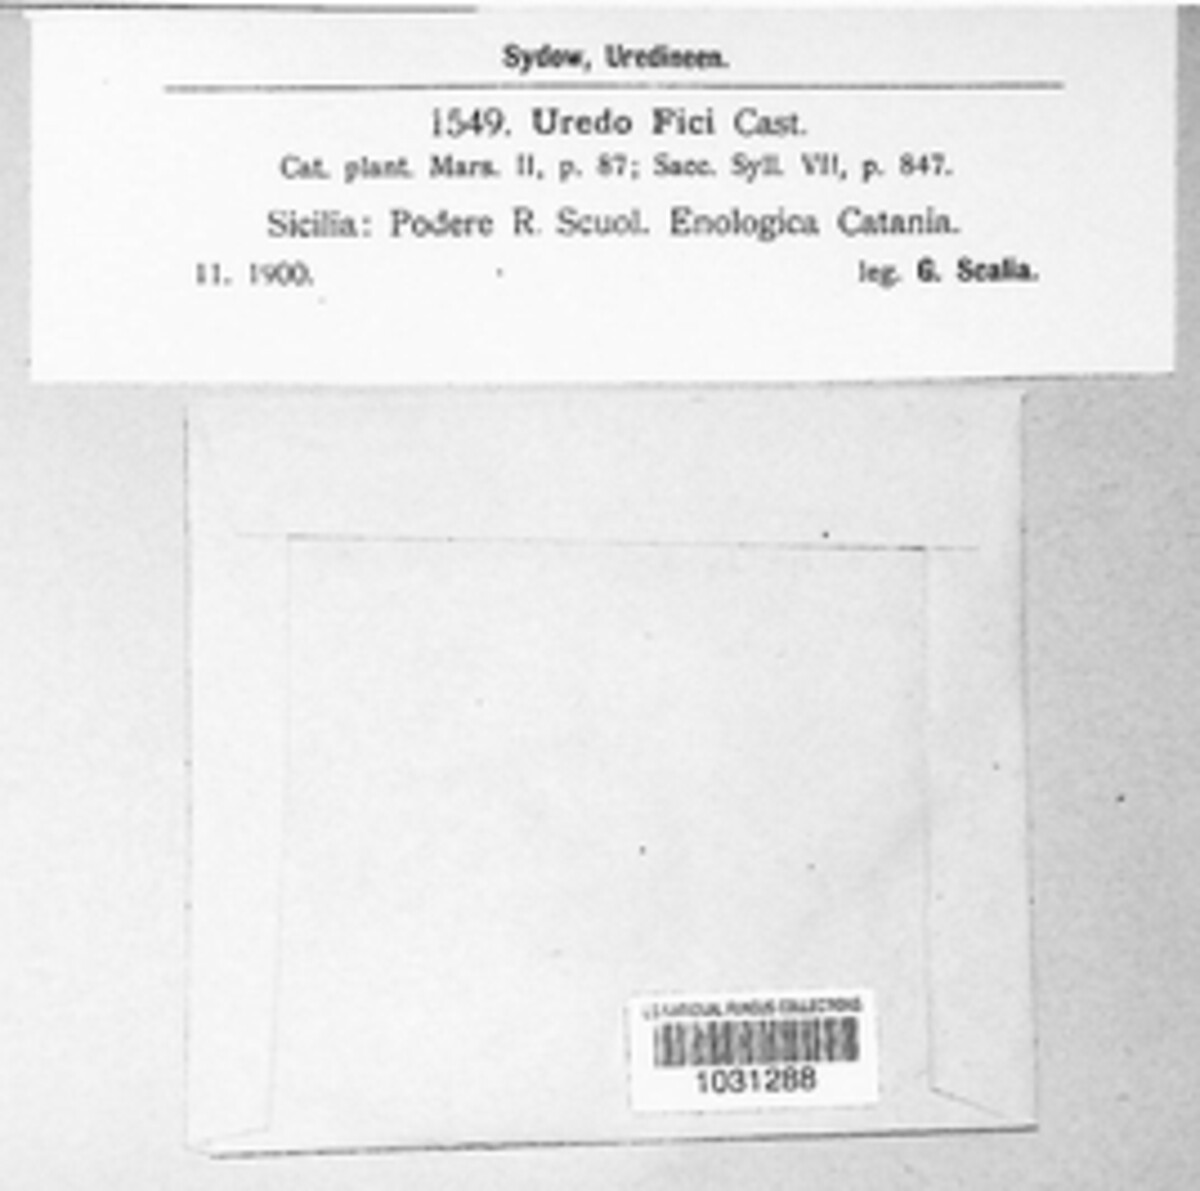 Sydow, Uredineen.
1549. Uredo Fici Cast.
Cat. plant. Mars. II, p. 87; Sacc. Syll. VII, p. 847.
Sicilia: Podere R. Scuol. Enologica Catania.
11. 1900. leg. G. Scalia.
U.S. NATIONAL FUNGUS COLLECTIONS
1031288